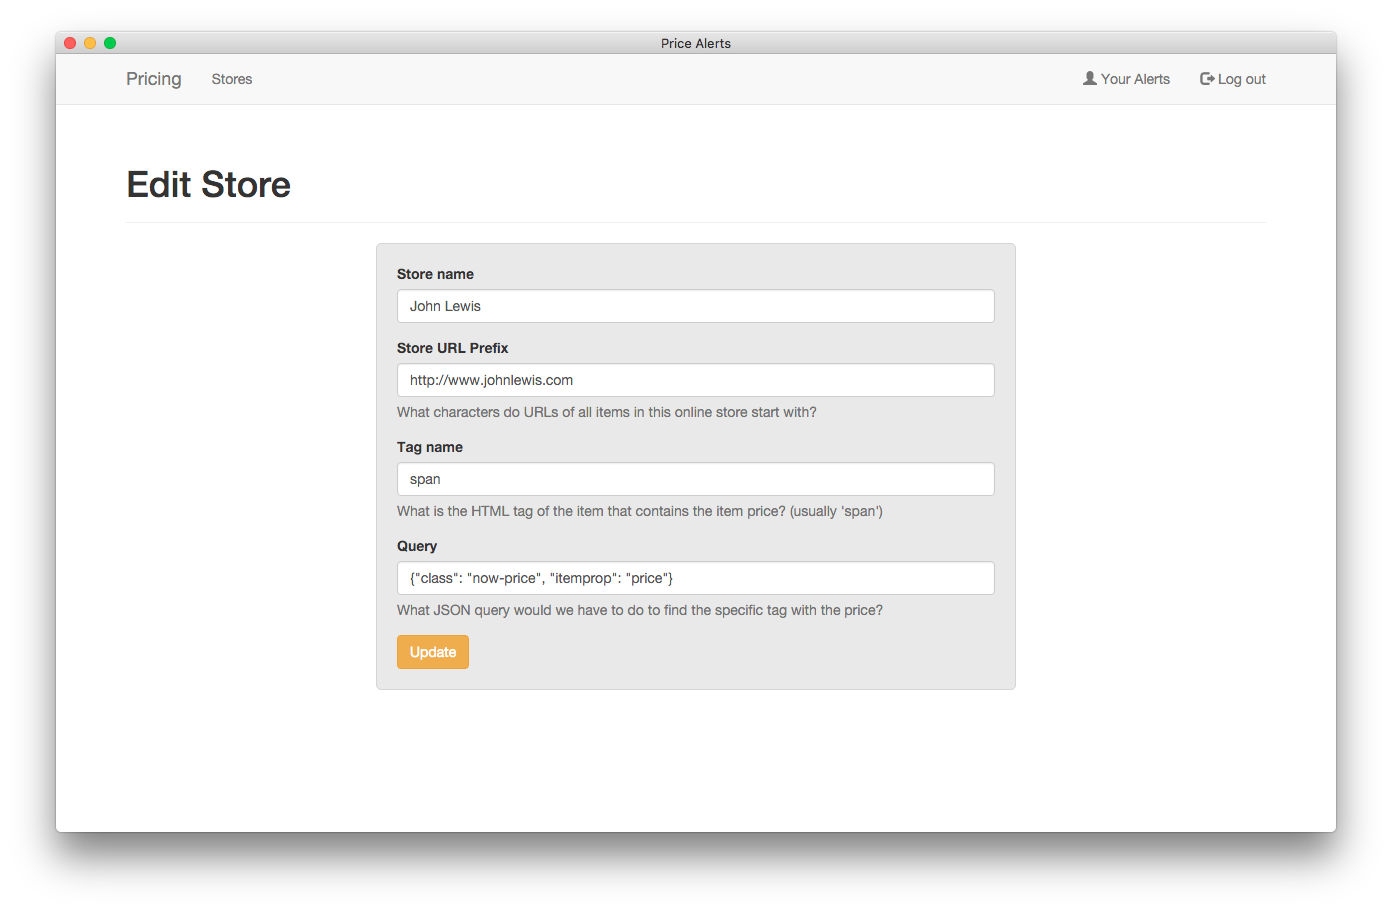 Price Alerts
Pricing Stores Your Alerts Log out
Edit Store
Store name
John Lewis
Store URL Prefix
http://www.johnlewis.com
What characters do URLs of all items in this online store start with?
Tag name
span
What is the HTML tag of the item that contains the item price? (usually 'span')
Query
{"class": "now-price", "itemprop": "price"}
What JSON query would we have to do to find the specific tag with the price?
Update